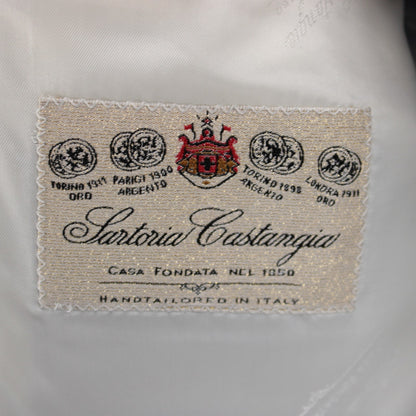 TORINO 1911 ORO
PARIGI 1900 ARGENTO
TORINO 1898 ARGENTO
LONDRA 1911 ORO
Sartoria Castangia
CASA FONDATA NEL 1850
HANDTAILORED IN ITALY